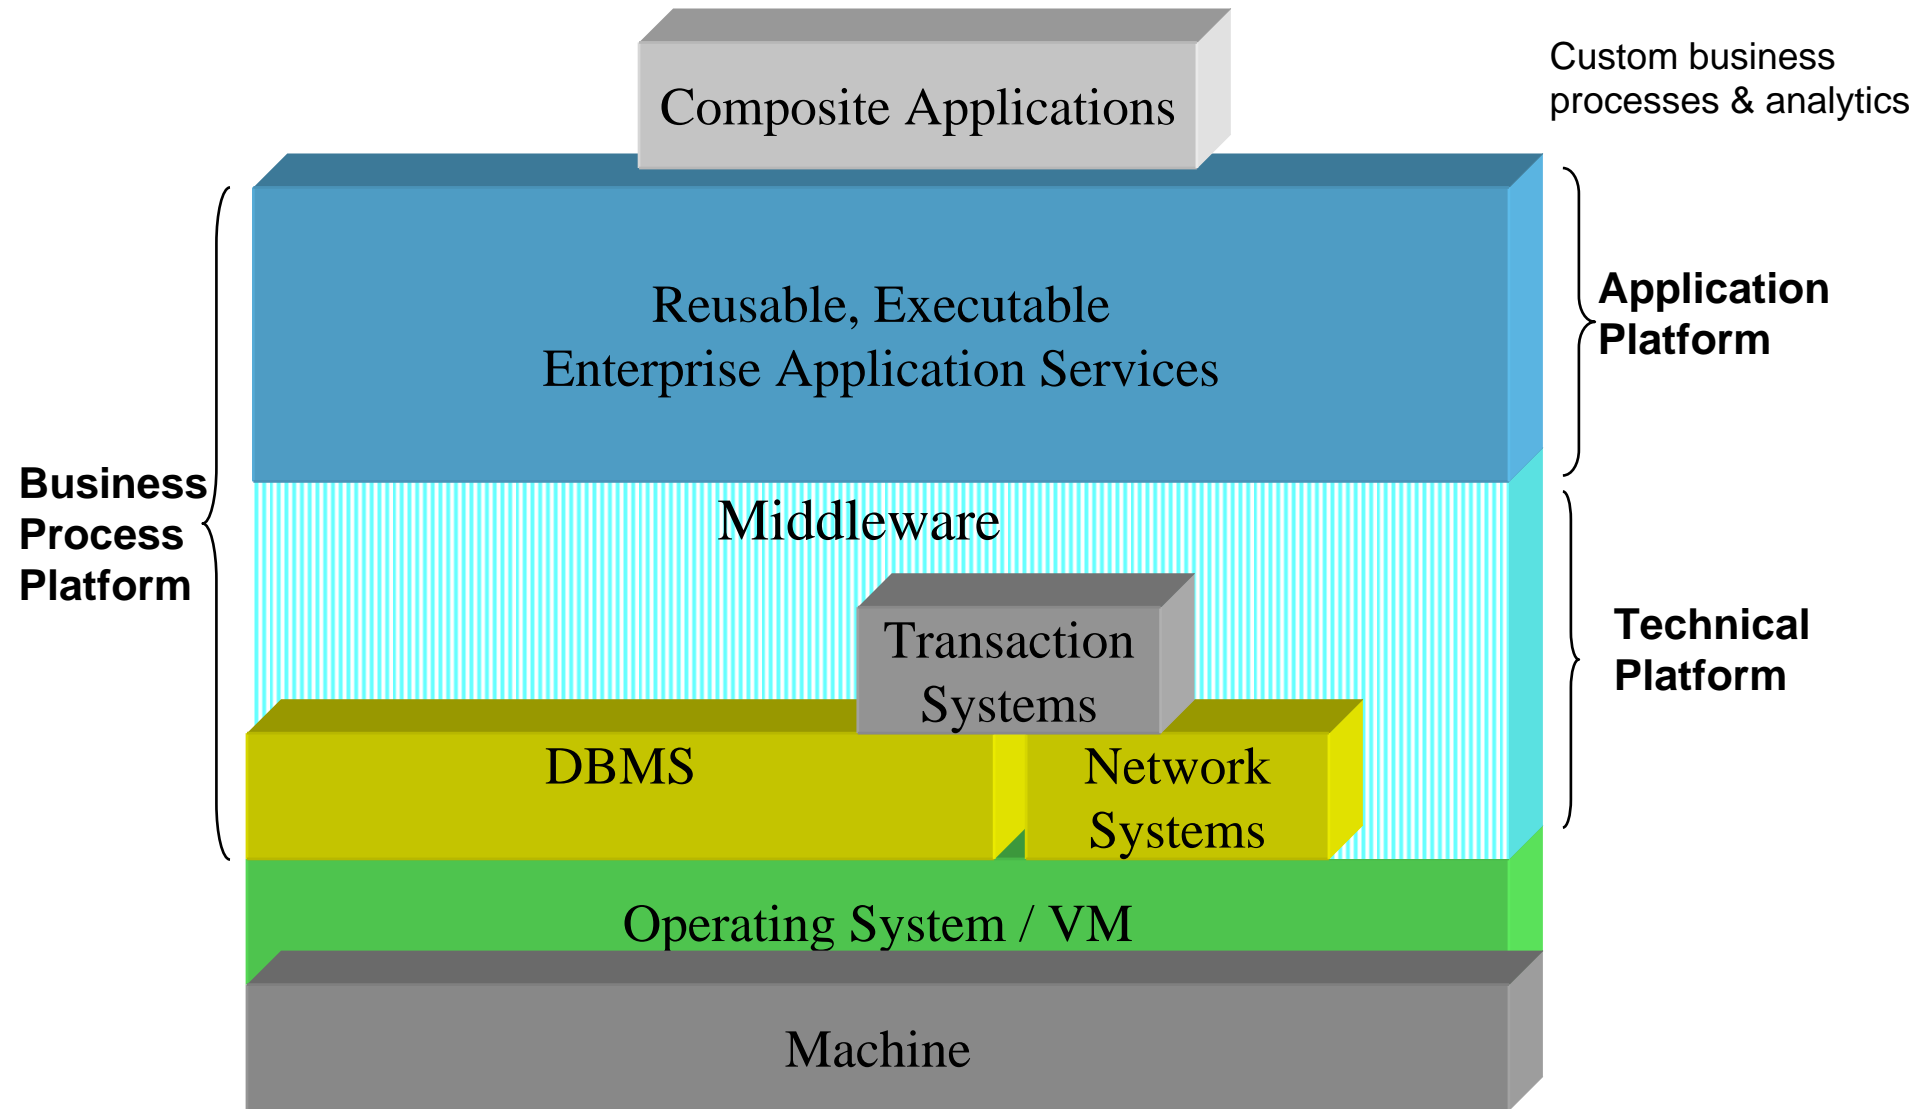 Composite Applications
Custom business
processes & analytics
Reusable, Executable
Enterprise Application Services
Application
Platform
Business
Process
Platform
Middleware
Transaction
Systems
Technical
Platform
DBMS
Network
Systems
Operating System / VM
Machine